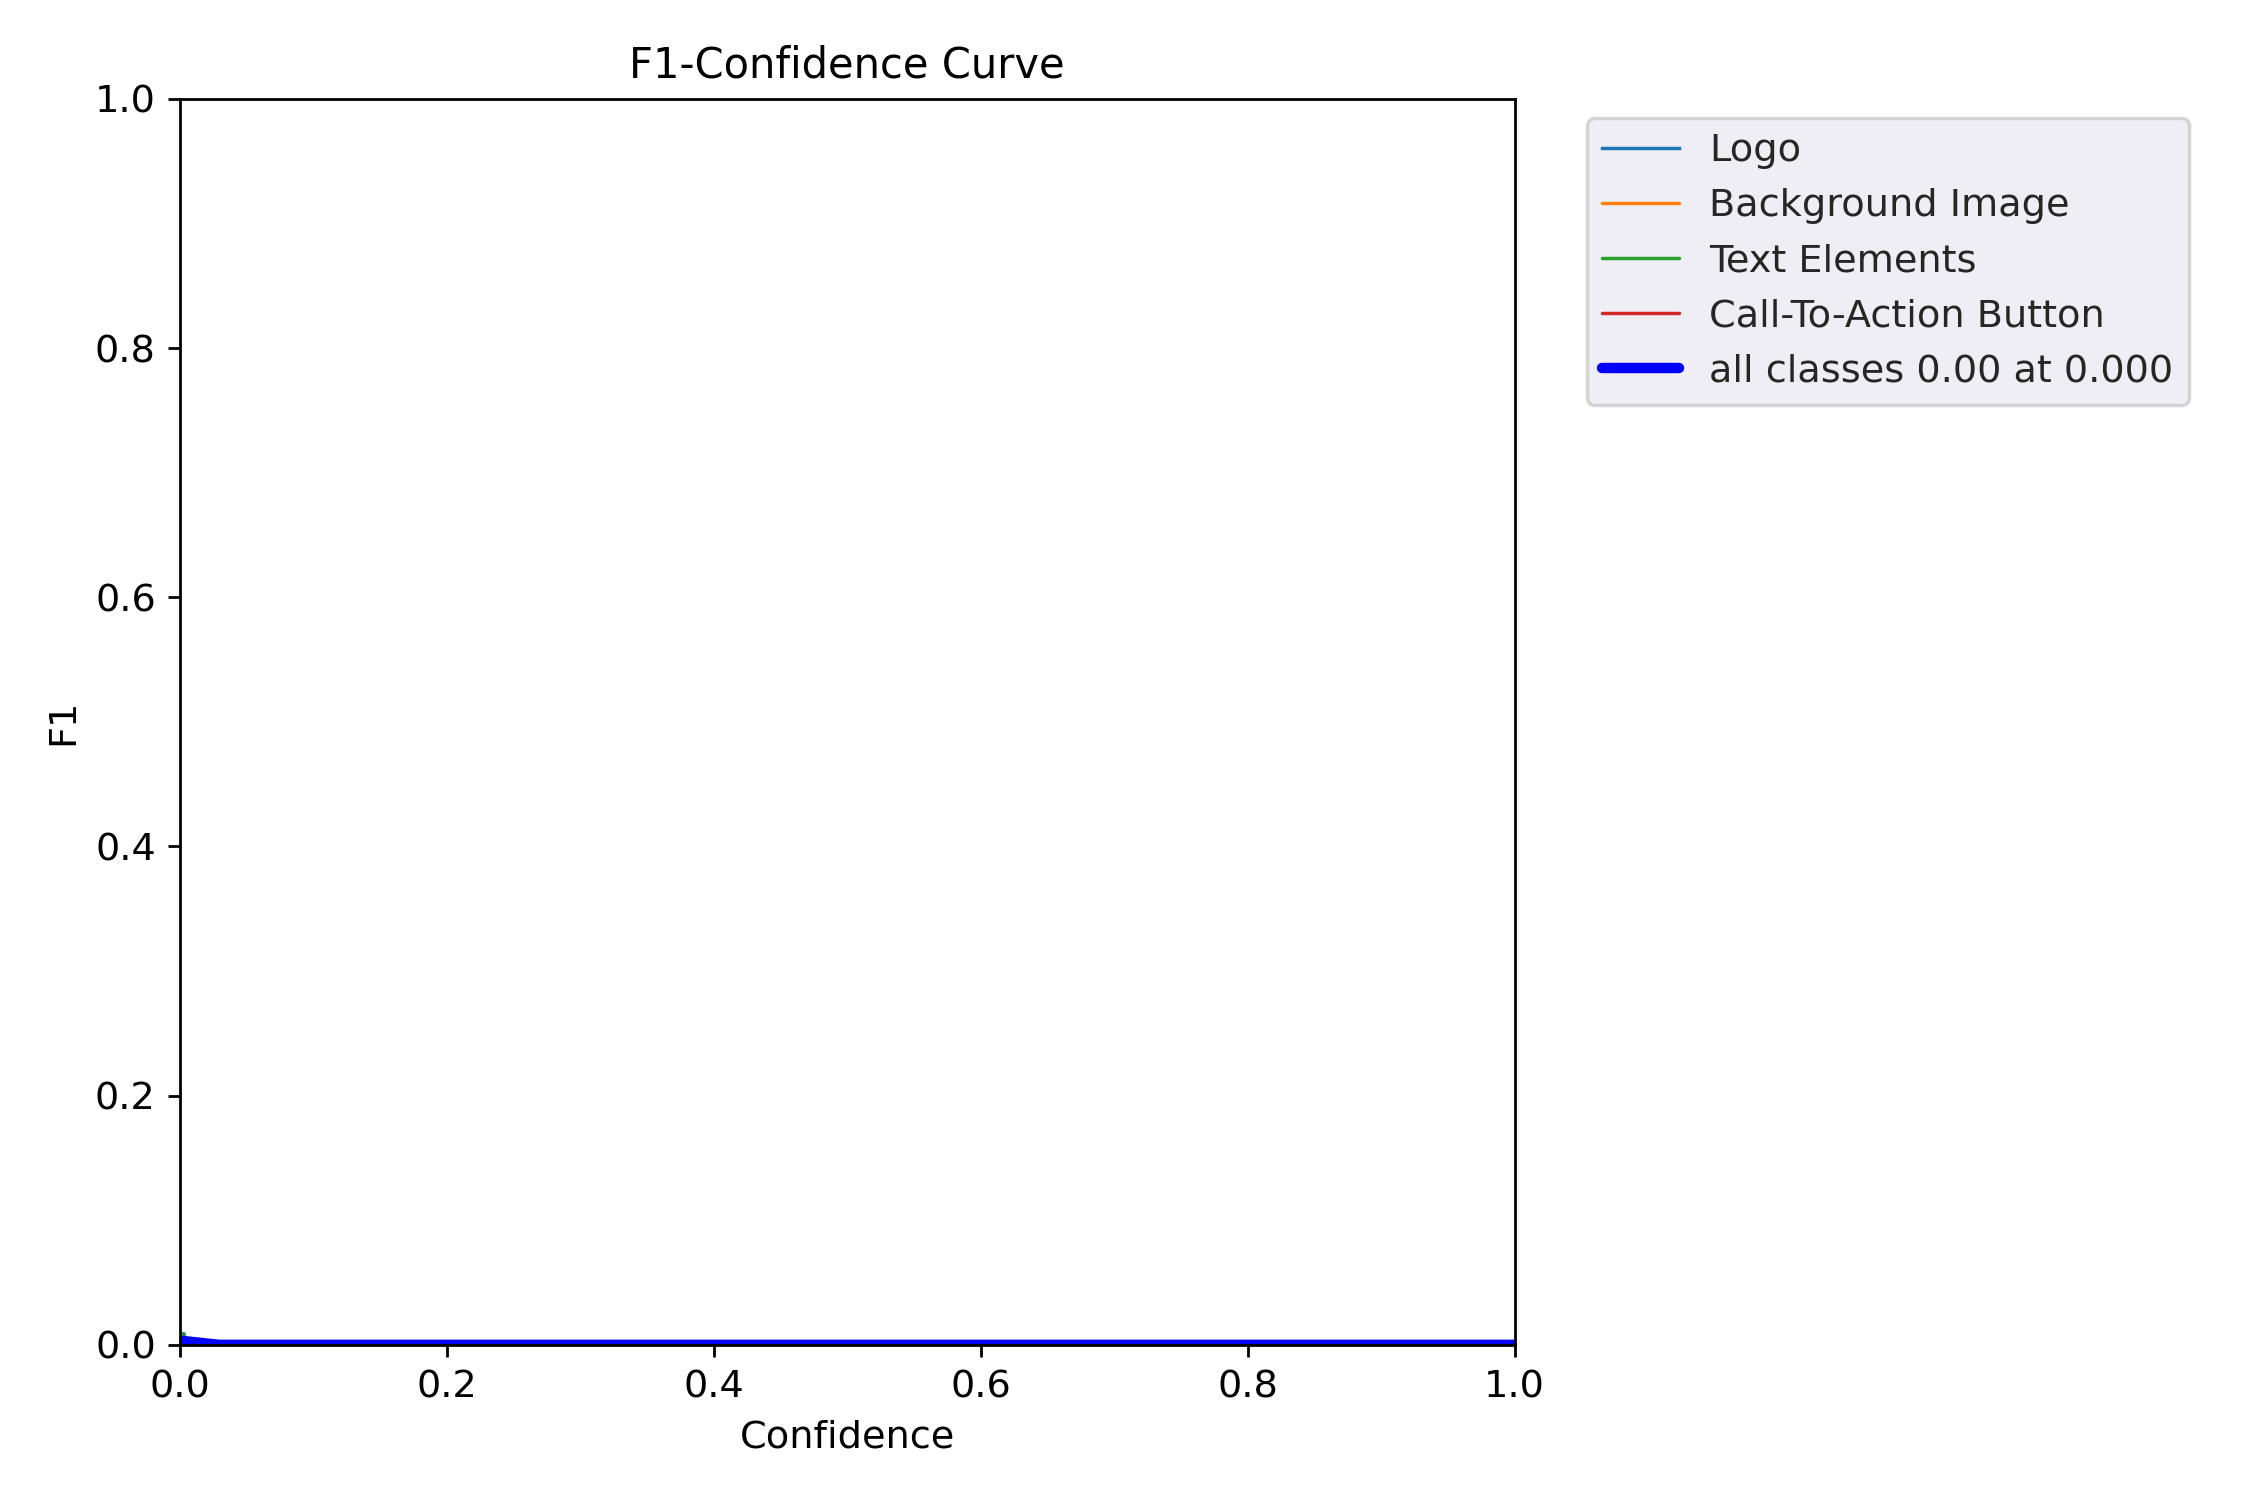 F1-Confidence Curve
1.0
0.8
0.6
0.4
0.2
0.0
F1
0.0 0.2 0.4 0.6 0.8 1.0
Confidence
Logo
Background Image
Text Elements
Call-To-Action Button
all classes 0.00 at 0.000